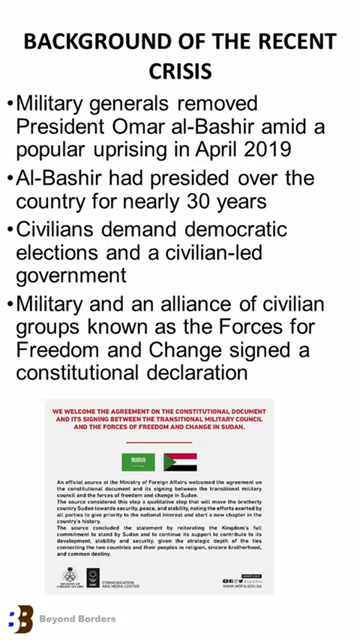 BACKGROUND OF THE RECENT
CRISIS
•Military generals removed
President Omar al-Bashir amid a
popular uprising in April 2019
•Al-Bashir had presided over the
country for nearly 30 years
•Civilians demand democratic
elections and a civilian-led
government
•Military and an alliance of civilian
groups known as the Forces for
Freedom and Change signed a
constitutional declaration
WE WELCOME THE AGREEMENT ON THE CONSTITUTIONAL DOCUMENT
AND ITS SIGNING BETWEEN THE TRANSITIONAL MILITARY COUNCIL
AND THE FORCES OF FREEDOM AND CHANGE IN SUDAN.
An official source at the Ministry of Foreign Affairs welcomed the agreement on
the constitutional document and its signing between the transitional military
council and the forces of freedom and change in Sudan.
The source considered this step a qualitative step that will move the brotherly
country Sudan towards security, peace, and stability, noting the efforts exerted by
all parties to give priority to the national interest and start a new chapter in the
country's history.
The source concluded the statement by reiterating the Kingdom's full
commitment to stand by Sudan and to continue its support to contribute to its
development, stability and security, given the strategic depth of the ties
connecting the two countries and their peoples in religion, sincere brotherhood,
and common destiny.
COMMUNICATION
AND MEDIA CENTER
WWW.MOFA.GOV.SA
Beyond Borders